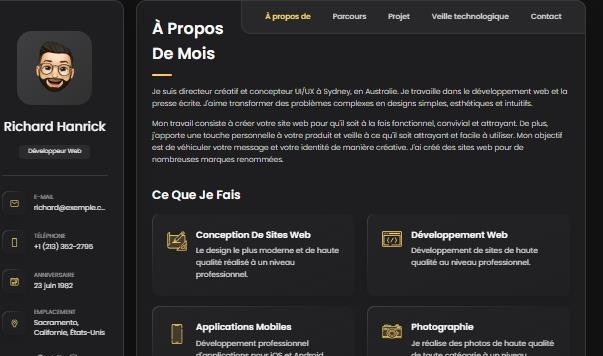 Richard Hanrick
Développeur Web
E-MAIL
richard@exemple.c...
TÉLÉPHONE
+1 (213) 352-2795
ANNIVERSAIRE
23 juin 1982
EMPLACEMENT
Sacramento,
Californie, États-Unis
À propos de Parcours Projet Veille technologique Contact
À Propos
De Mois
Je suis directeur créatif et concepteur UI/UX à Sydney, en Australie. Je travaille dans le développement web et la
presse écrite. J'aime transformer des problèmes complexes en designs simples, esthétiques et intuitifs.
Mon travail consiste à créer votre site web pour qu'il soit à la fois fonctionnel, convivial et attrayant. De plus,
j'apporte une touche personnelle à votre produit et veille à ce qu'il soit attrayant et facile à utiliser. Mon objectif
est de véhiculer votre message et votre identité de manière créative. J'ai créé des sites web pour de
nombreuses marques renommées.
Ce Que Je Fais
Conception De Sites Web
Le design le plus moderne et de haute
qualité réalisé à un niveau
professionnel.
Développement Web
Développement de sites de haute
qualité au niveau professionnel.
Applications Mobiles
Développement professionnel
d'applications pour iOS et Android
Photographie
Je réalise des photos de haute qualité
de toute catégorie à un niveau